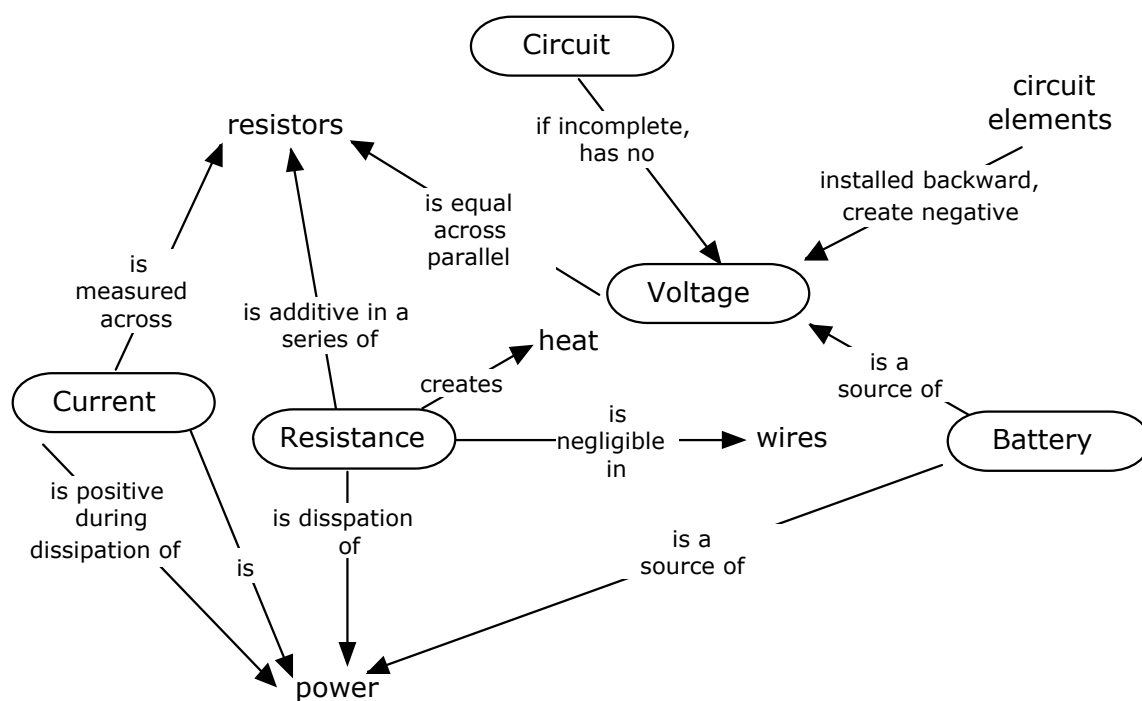 Circuit
circuit
elements
resistors
if incomplete,
has no
installed backward,
create negative
is equal
across
parallel
is
measured
across
Voltage
is additive in a
series of
heat
is a
source of
creates
Current
Resistance
is
negligible
in
wires
Battery
is positive
during
dissipation of
is disspation
of
is
is a
source of
power